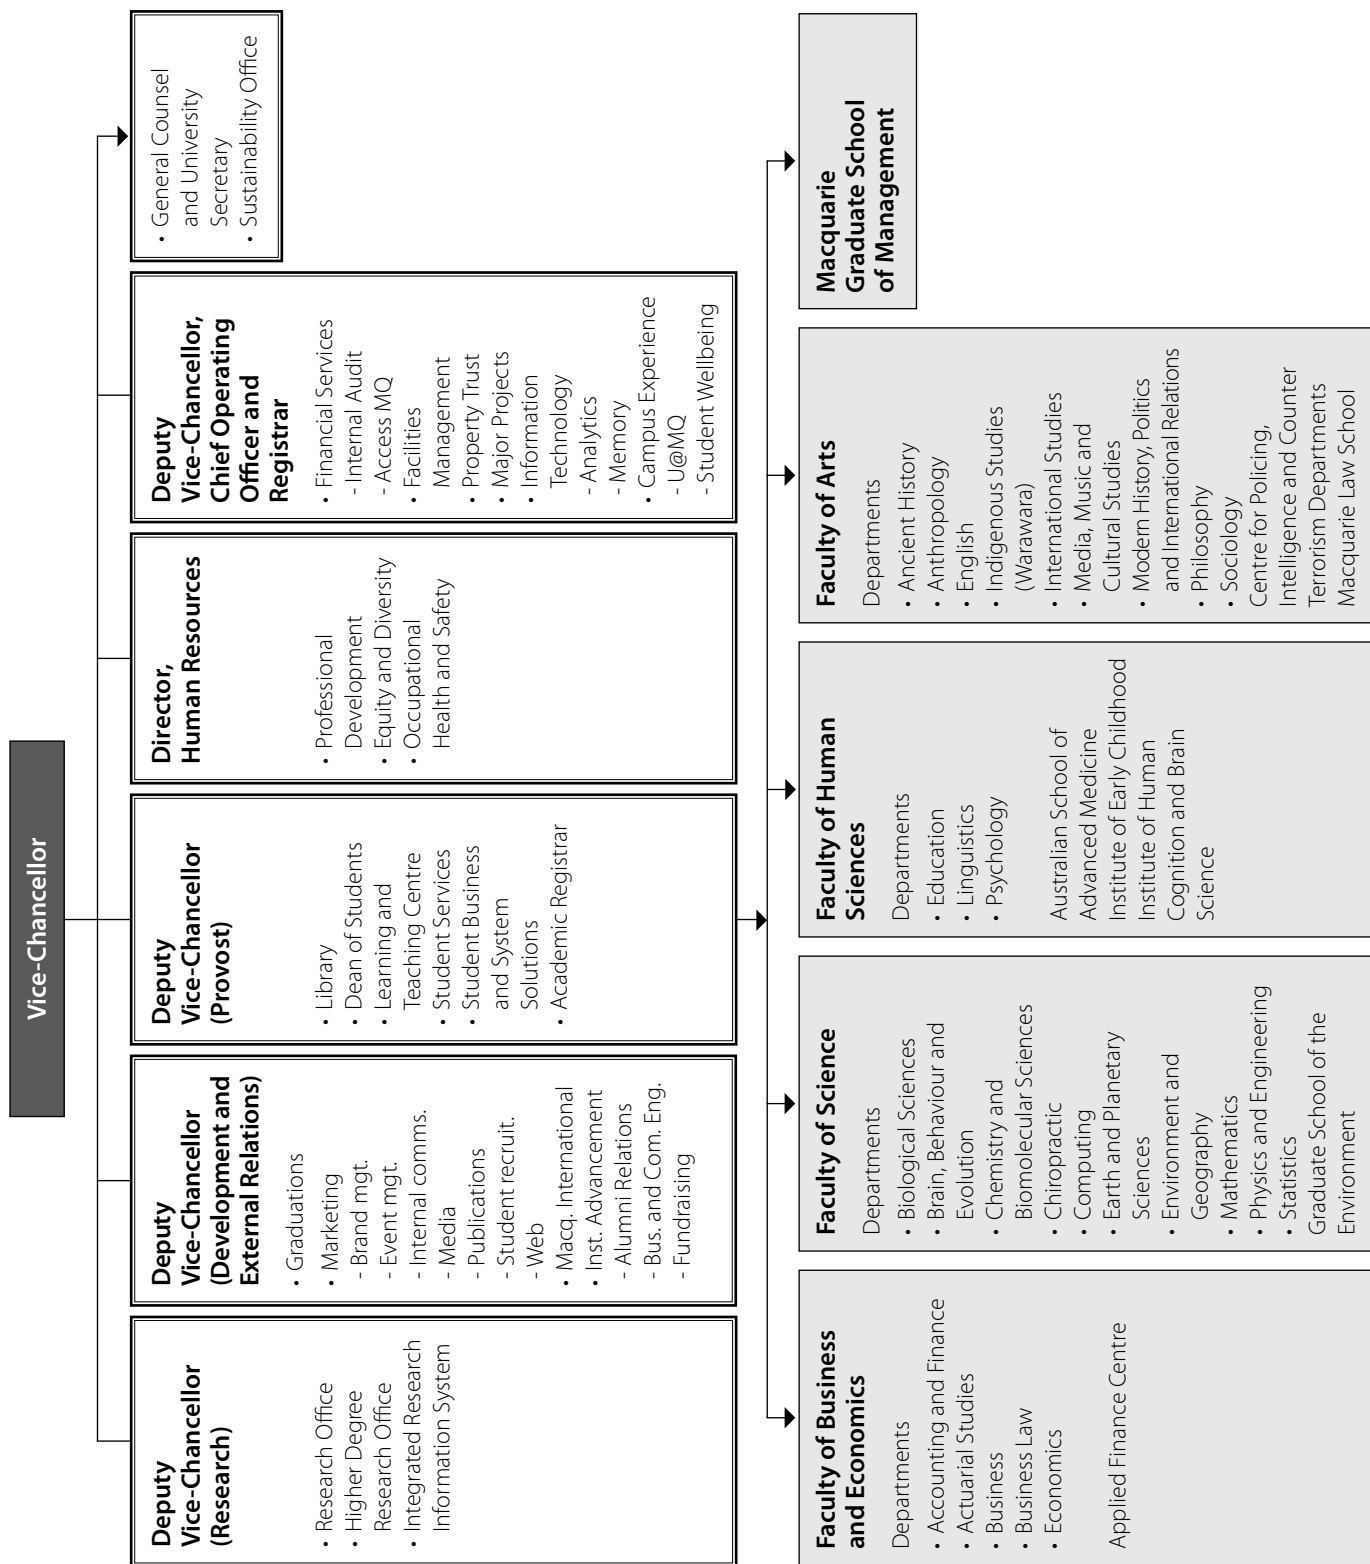 Vice-Chancellor
Deputy
Vice-Chancellor
(Research)
• Research Office
• Higher Degree
Research Office
• Integrated Research
Information System
Deputy
Vice-Chancellor
(Development and
External Relations)
• Graduations
• Marketing
- Brand mgt.
- Event mgt.
- Internal comms.
- Media
- Publications
- Student recruit.
- Web
• Macq. International
• Inst. Advancement
- Alumni Relations
- Bus. and Com. Eng.
- Fundraising
Deputy
Vice-Chancellor
(Provost)
• Library
• Dean of Students
• Learning and
Teaching Centre
• Student Services
• Student Business
and System
Solutions
• Academic Registrar
Director,
Human Resources
• Professional
Development
• Equity and Diversity
• Occupational
Health and Safety
Deputy
Vice-Chancellor,
Chief Operating
Officer and
Registrar
• Financial Services
- Internal Audit
- Access MQ
• Facilities
Management
• Property Trust
• Major Projects
• Information
Technology
- Analytics
- Memory
• Campus Experience
- U@MQ
- Student Wellbeing
• General Counsel
and University
Secretary
• Sustainability Office
Faculty of Business
and Economics
Departments
• Accounting and Finance
• Actuarial Studies
• Business
• Business Law
• Economics
Applied Finance Centre
Faculty of Science
Departments
• Biological Sciences
• Brain, Behaviour and
Evolution
• Chemistry and
Biomolecular Sciences
• Chiropractic
• Computing
• Earth and Planetary
Sciences
• Environment and
Geography
• Mathematics
• Physics and Engineering
• Statistics
Graduate School of the
Environment
Faculty of Human
Sciences
Departments
• Education
• Linguistics
• Psychology
Australian School of
Advanced Medicine
Institute of Early Childhood
Institute of Human
Cognition and Brain
Science
Faculty of Arts
Departments
• Ancient History
• Anthropology
• English
• Indigenous Studies
(Warawara)
• International Studies
• Media, Music and
Cultural Studies
• Modern History, Politics
and International Relations
• Philosophy
• Sociology
Centre for Policing,
Intelligence and Counter
Terrorism Departments
Macquarie Law School
Macquarie
Graduate School
of Management